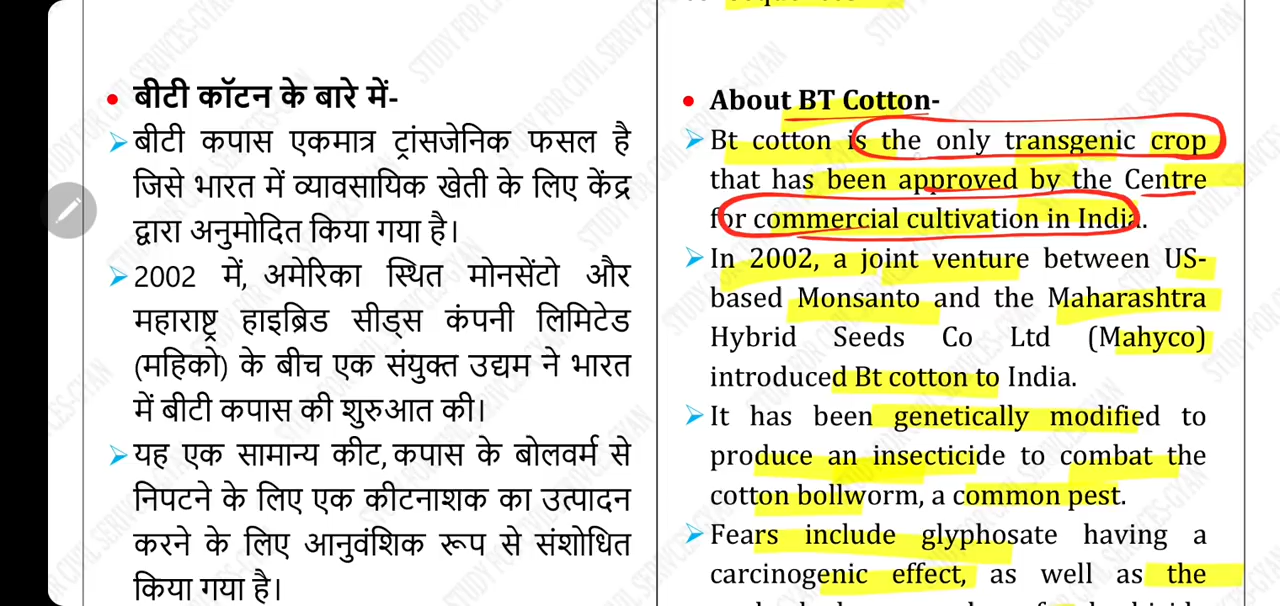 बीटी कॉटन के बारे में-
बीटी कपास एकमात्र ट्रांसजेनिक फसल है
जिसे भारत में व्यावसायिक खेती के लिए केंद्र
द्वारा अनुमोदित किया गया है।
2002 में, अमेरिका स्थित मोनसेंटो और
महाराष्ट्र हाइब्रिड सीड्स कंपनी लिमिटेड
(महिको) के बीच एक संयुक्त उद्यम ने भारत
में बीटी कपास की शुरुआत की।
यह एक सामान्य कीट, कपास के बोलवर्म से
निपटने के लिए एक कीटनाशक का उत्पादन
करने के लिए आनुवंशिक रूप से संशोधित
किया गया है।
About BT Cotton-
Bt cotton is the only transgenic crop
that has been approved by the Centre
for commercial cultivation in India.
In 2002, a joint venture between US-
based Monsanto and the Maharashtra
Hybrid Seeds Co Ltd (Mahyco)
introduced Bt cotton to India.
It has been genetically modified to
produce an insecticide to combat the
cotton bollworm, a common pest.
Fears include glyphosate having a
carcinogenic effect, as well as the
STUDY FOR CIVIL SERVICES-GYAN